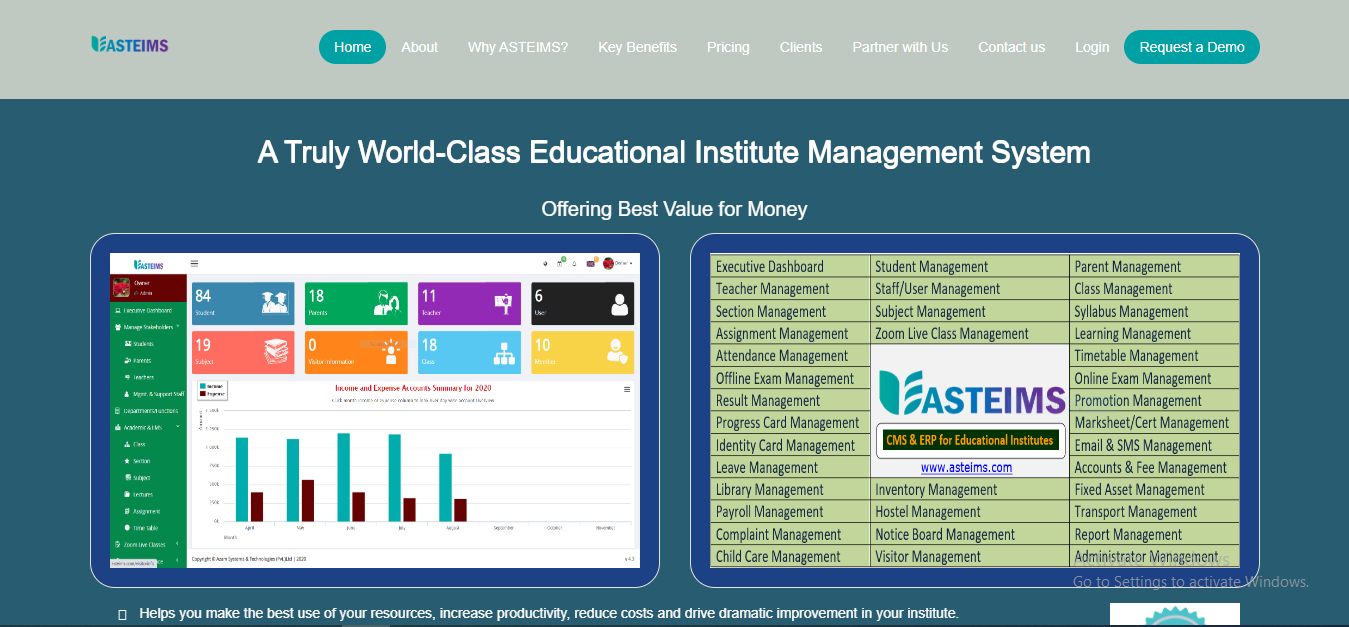 ASTEIMS Home About Why ASTEIMS? Key Benefits Pricing Clients Partner with Us Contact us Login Request a Demo
A Truly World-Class Educational Institute Management System
Offering Best Value for Money
ASTEIMS
Owner
Owner
Admin
Executive Dashboard
Manage Stakeholders
Students
Parents
Teachers
Mgmt. & Support Staff
Departments/Functions
Academic & LMS
Class
Section
Subject
Lectures
Assignment
Time Table
Zoom Live Classes
84
Student
18
Parents
11
Teacher
6
User
19
Subject
0
Visitor Information
18
Class
10
Member
Income
Expense
Income and Expense Accounts Summary for 2020
Month
April May June July August September October November
Copyright © Assam Systems & Technologies (Pvt.)Ltd | 2020
v 4.3
Executive Dashboard Student Management Parent Management
Teacher Management Staff/User Management Class Management
Section Management Subject Management Syllabus Management
Assignment Management Zoom Live Class Management Learning Management
Attendance Management Timetable Management
Offline Exam Management Online Exam Management
Result Management ASTEIMS Promotion Management
Progress Card Management Marksheet/Cert Management
Identity Card Management CMS & ERP for Educational Institutes Email & SMS Management
Leave Management www.asteims.com Accounts & Fee Management
Library Management Inventory Management Fixed Asset Management
Payroll Management Hostel Management Transport Management
Complaint Management Notice Board Management Report Management
Child Care Management Visitor Management Administrator Management
Activate Windows
Go to Settings to activate Windows.
Helps you make the best use of your resources, increase productivity, reduce costs and drive dramatic improvement in your institute.